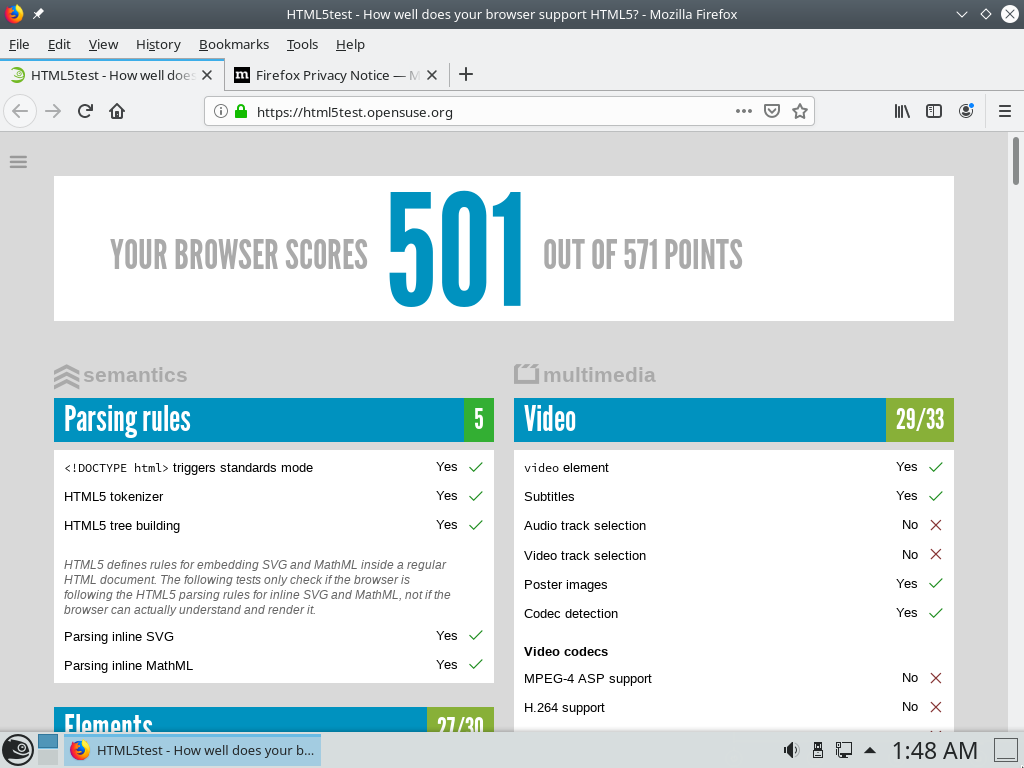 HTML5test - How well does your browser support HTML5? - Mozilla Firefox
File Edit View History Bookmarks Tools Help
HTML5test - How well does
m Firefox Privacy Notice — M
https://html5test.opensuse.org
YOUR BROWSER SCORES 501 OUT OF 571 POINTS
semantics
Parsing rules 5
<!DOCTYPE html> triggers standards mode Yes
HTML5 tokenizer Yes
HTML5 tree building Yes
HTML5 defines rules for embedding SVG and MathML inside a regular
HTML document. The following tests only check if the browser is
following the HTML5 parsing rules for inline SVG and MathML, not if the
browser can actually understand and render it.
Parsing inline SVG Yes
Parsing inline MathML Yes
Elements 27/30
multimedia
Video 29/33
video element Yes
Subtitles Yes
Audio track selection No
Video track selection No
Poster images Yes
Codec detection Yes
Video codecs
MPEG-4 ASP support No
H.264 support No
HTML5test - How well does your b...
1:48 AM